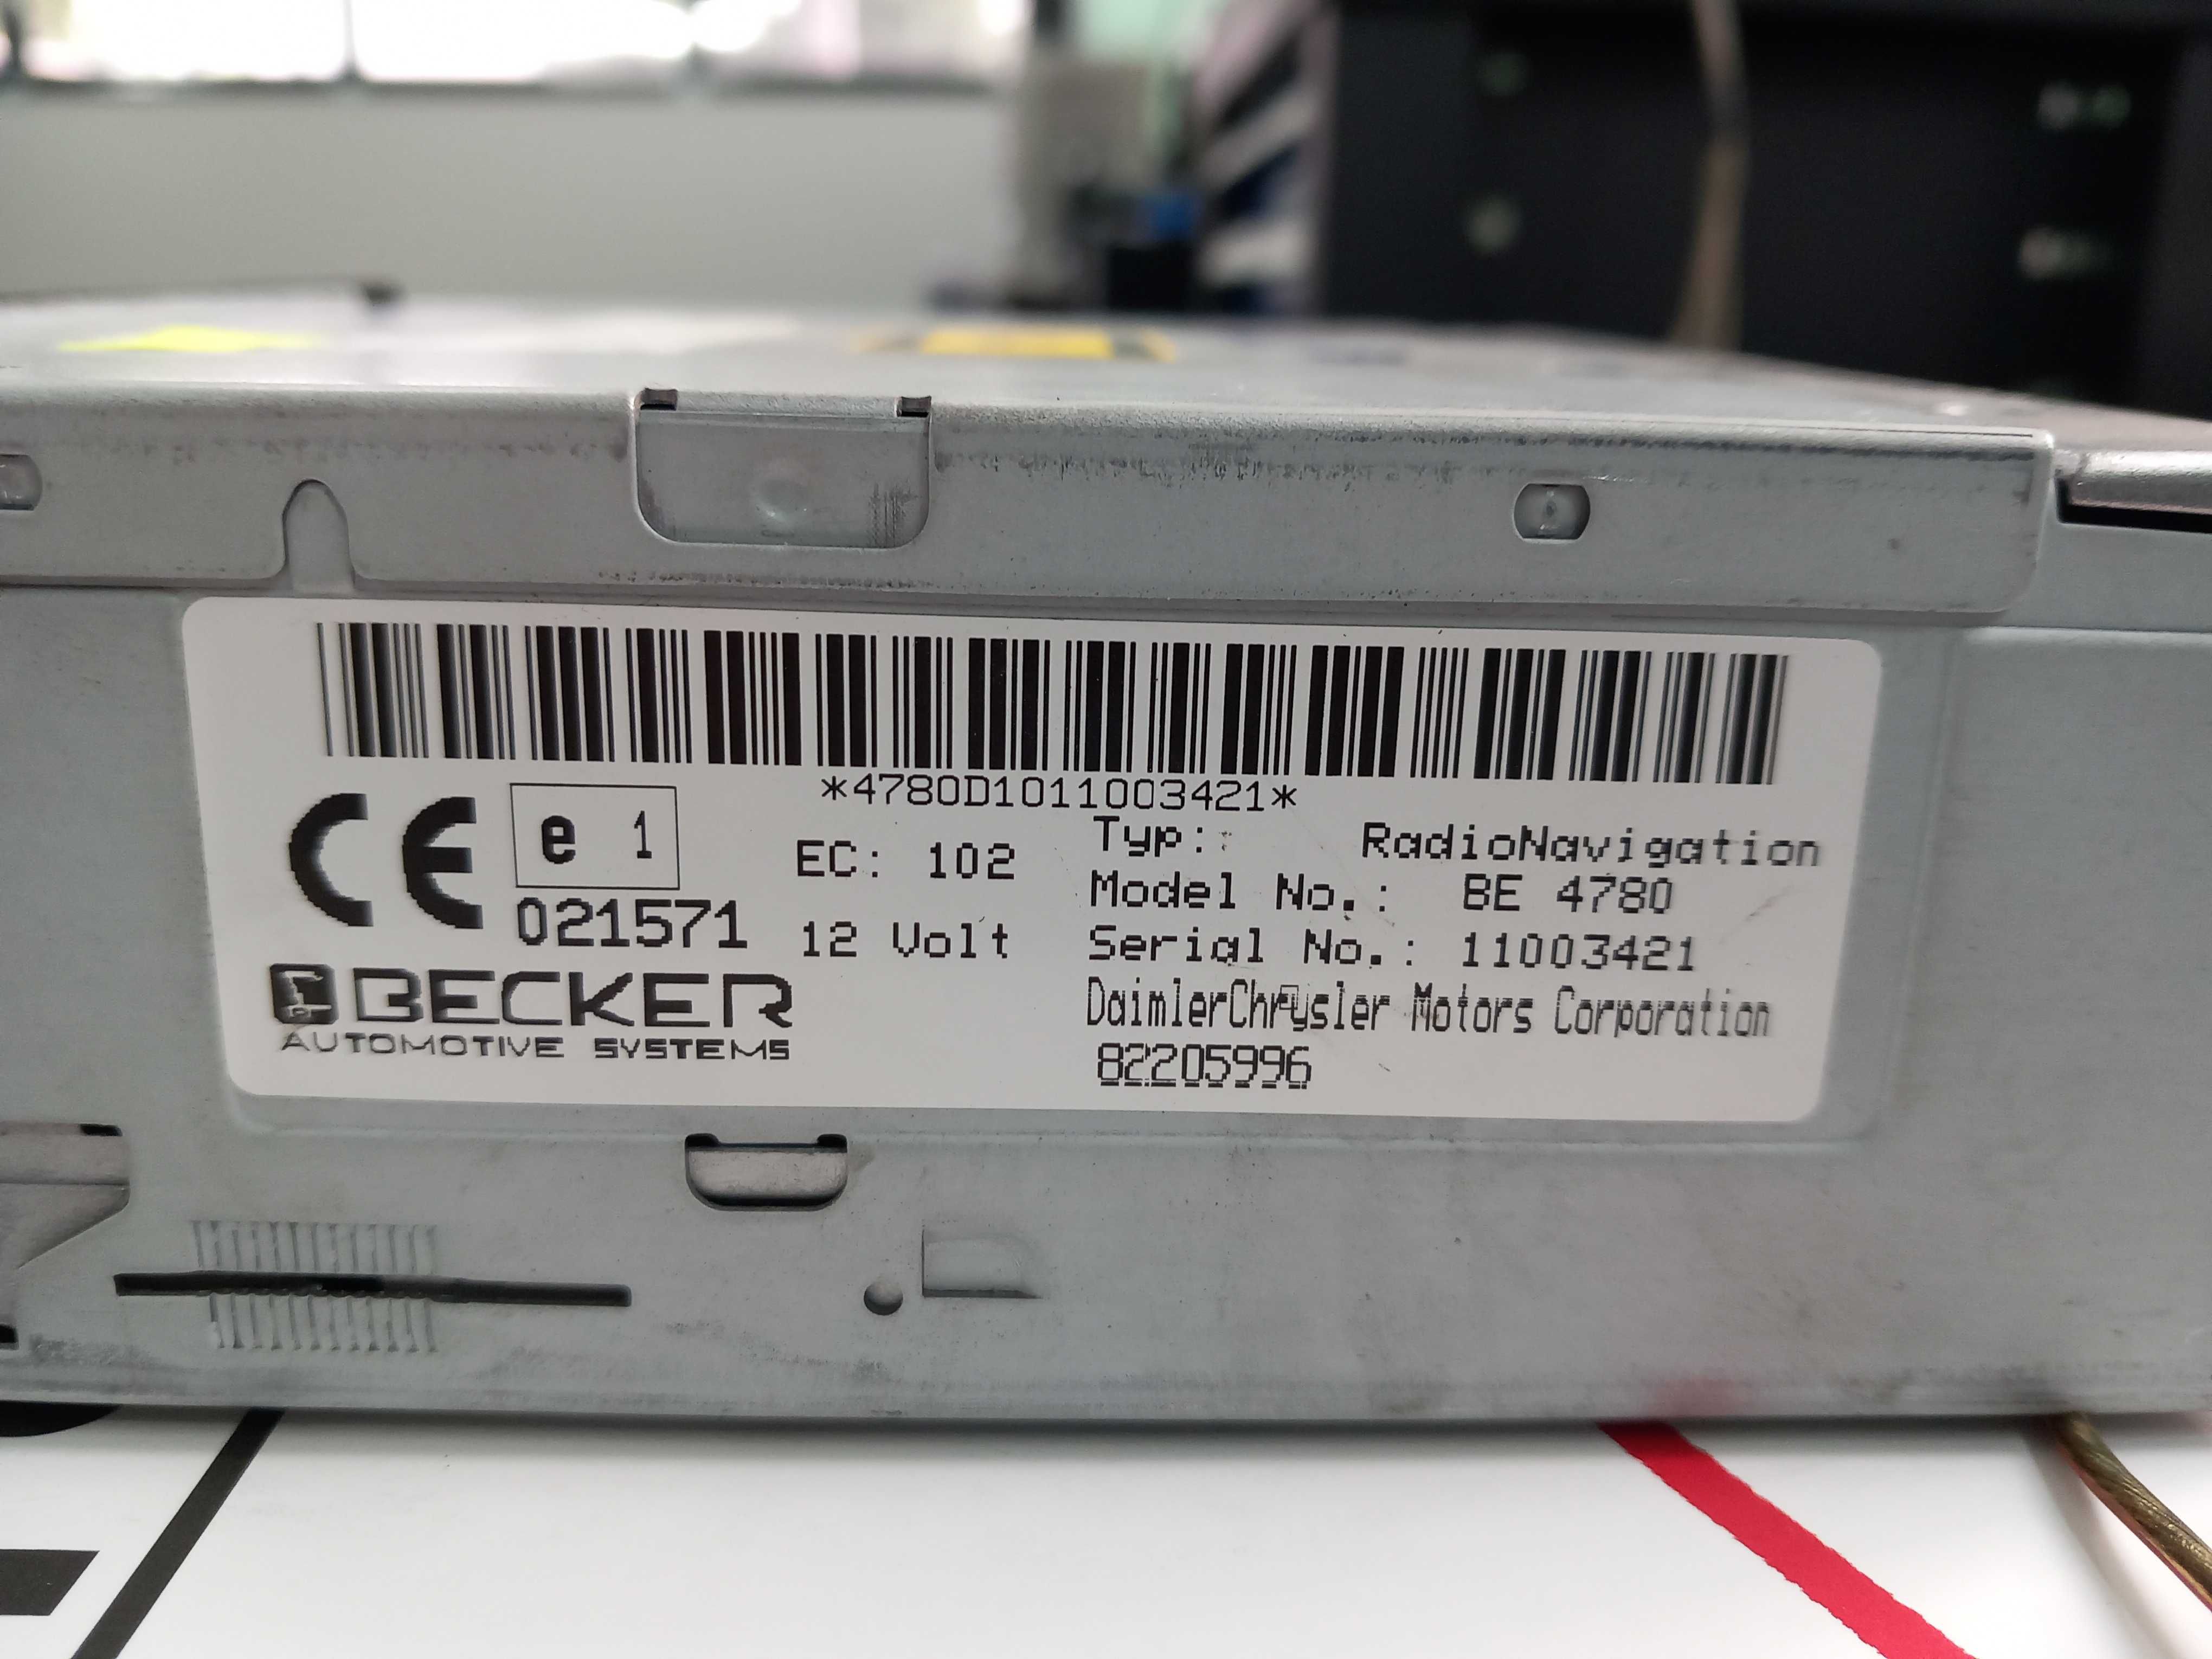 *4780D1011003421*
CE
e 1
021571
EC: 102
12 Volt
Typ: RadioNavigation
Model No.: BE 4780
Serial No.: 11003421
DaimlerChrysler Motors Corporation
82205996
BECKER
AUTOMOTIVE SYSTEMS